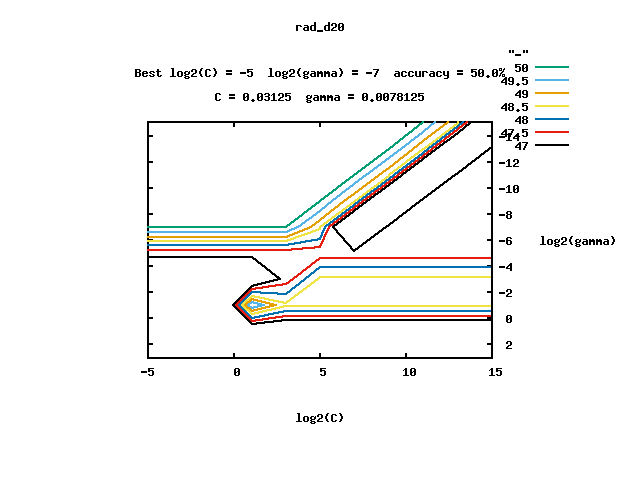 rad_d20
"-"
Best log2(C) = -5  log2(gamma) = -7  accuracy = 50.0%
C = 0.03125  gamma = 0.0078125
50
49.5
49
48.5
48
47.5
47
-14
-12
-10
-8
-6
-4
-2
0
2
log2(gamma)
-5 0 5 10 15
log2(C)